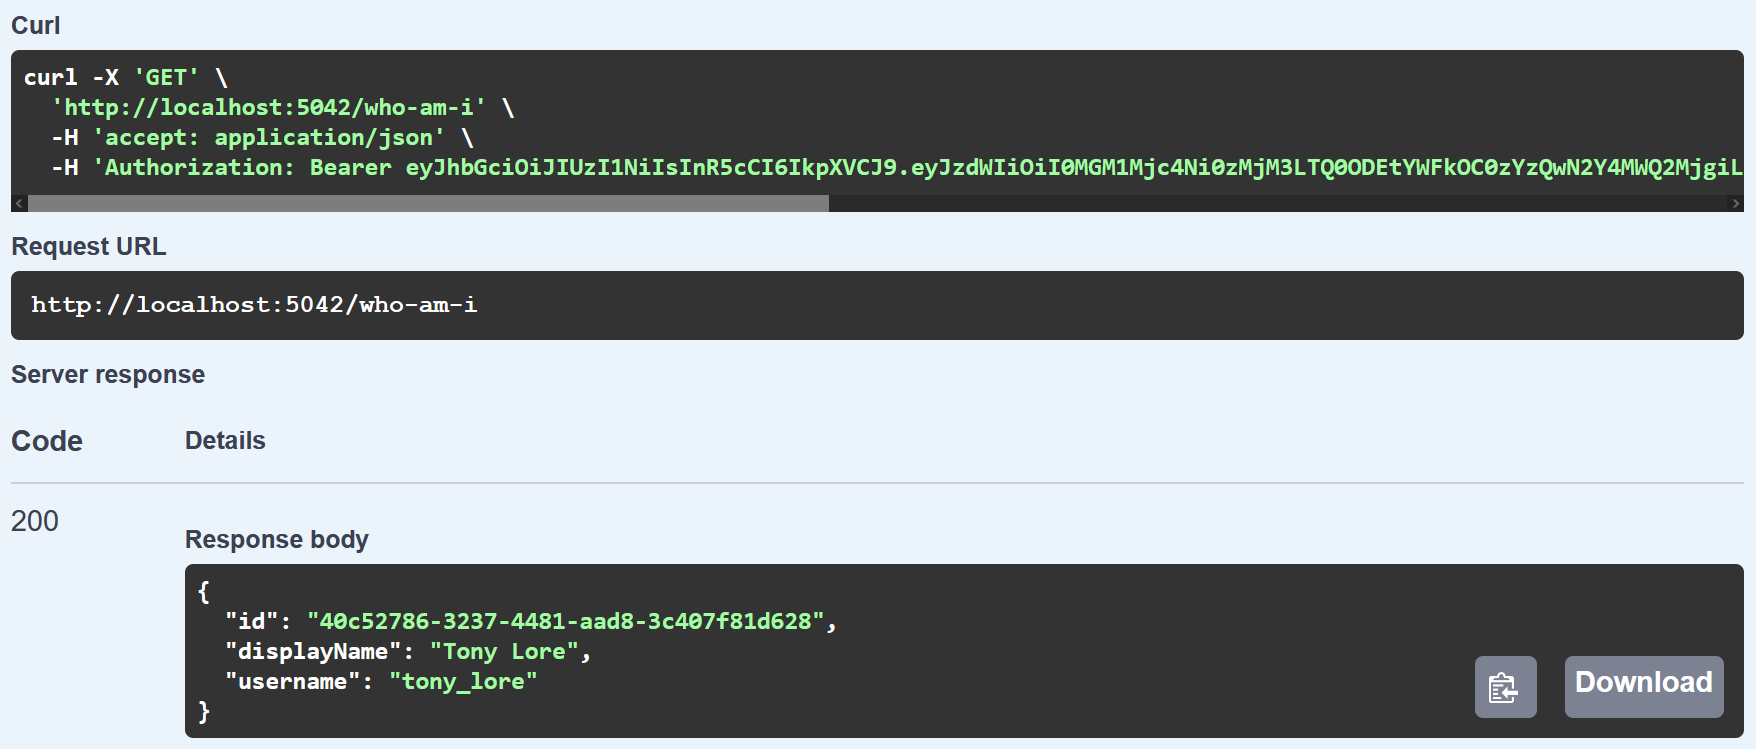 Curl
curl -X 'GET' \
'http://localhost:5042/who-am-i' \
-H 'accept: application/json' \
-H 'Authorization: Bearer eyJhbGciOiJIUzI1NiIsInR5cCI6IkpXVCJ9.eyJzdWIiOiI0MGM1Mjc4Ni0zMjM3LTQ0ODEtYWFkOC0zYzQwN2Y4MWQ2MjgiL
Request URL
http://localhost:5042/who-am-i
Server response
Code Details
200
Response body
{
"id": "40c52786-3237-4481-aad8-3c407f81d628",
"displayName": "Tony Lore",
"username": "tony_lore"
}
Download